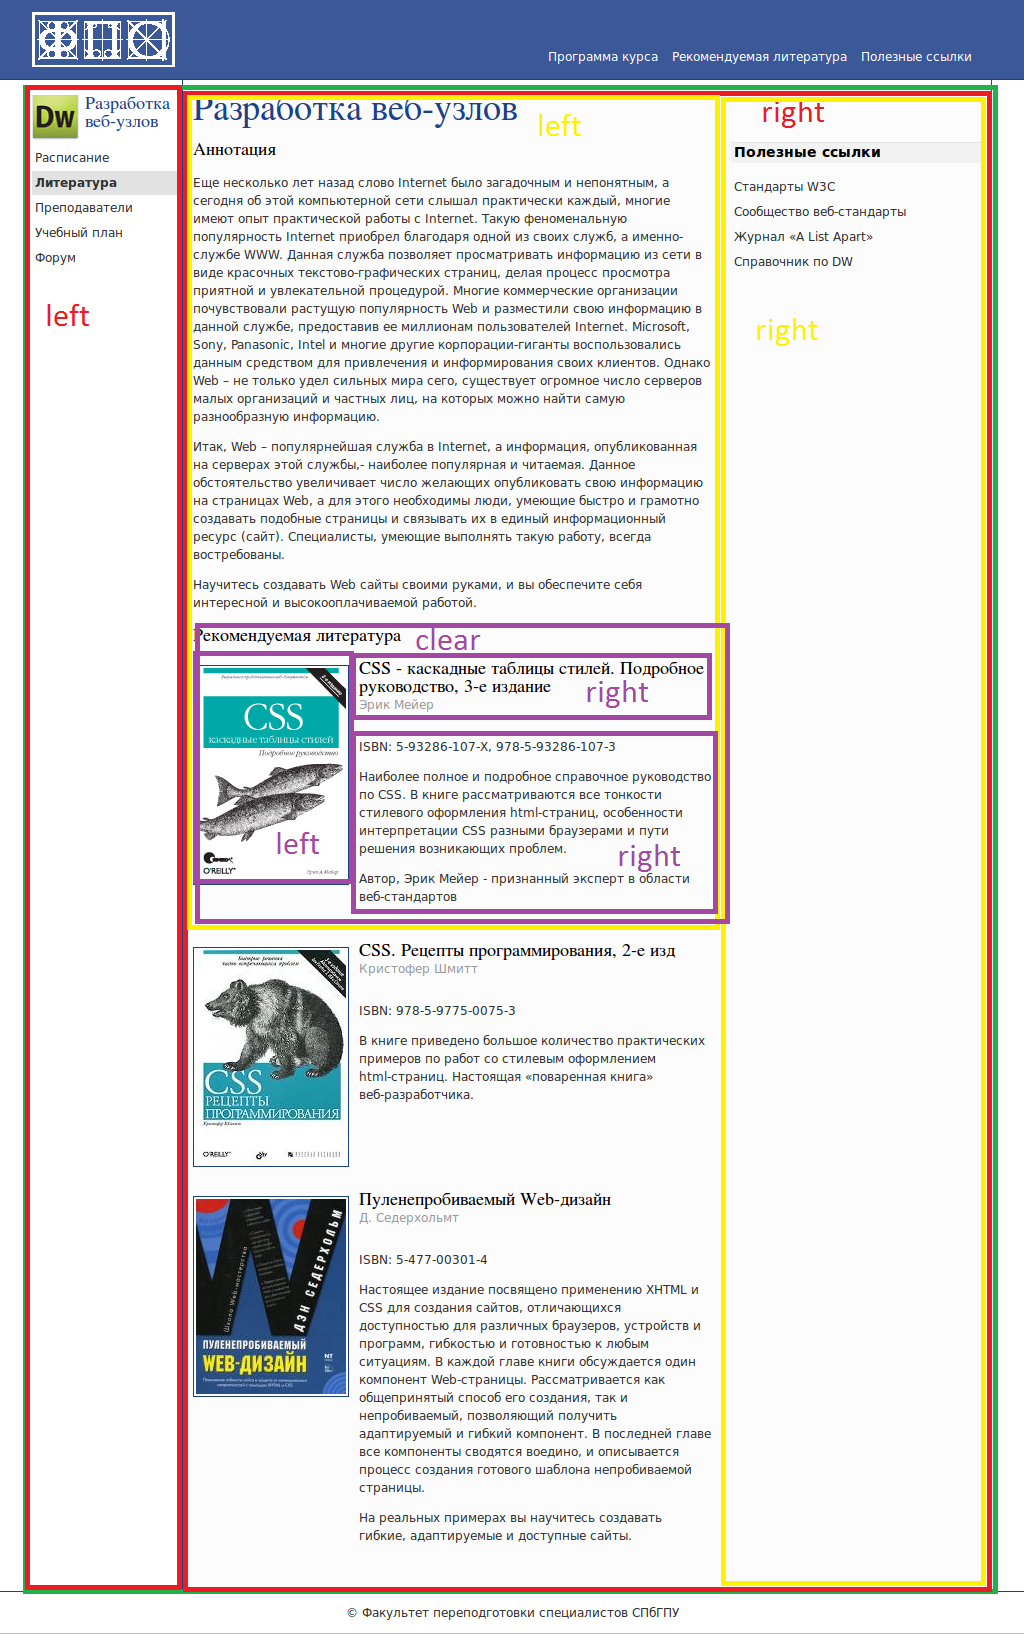 ФПО
Программа курса Рекомендуемая литература Полезные ссылки
Разработка
веб-узлов
Расписание
Литература
Преподаватели
Учебный план
Форум
left
Разработка веб-узлов
left
Аннотация
Еще несколько лет назад слово Internet было загадочным и непонятным, а
сегодня об этой компьютерной сети слышал практически каждый, многие
имеют опыт практической работы с Internet. Такую феноменальную
популярность Internet приобрел благодаря одной из своих служб, а именно-
службе WWW. Данная служба позволяет просматривать информацию из сети в
виде красочных текстово-графических страниц, делая процесс просмотра
приятной и увлекательной процедурой. Многие коммерческие организации
почувствовали растущую популярность Web и разместили свою информацию в
данной службе, предоставив ее миллионам пользователей Internet. Microsoft,
Sony, Panasonic, Intel и многие другие корпорации-гиганты воспользовались
данным средством для привлечения и информирования своих клиентов. Однако
Web – не только удел сильных мира сего, существует огромное число серверов
малых организаций и частных лиц, на которых можно найти самую
разнообразную информацию.
Итак, Web – популярнейшая служба в Internet, а информация, опубликованная
на серверах этой службы,- наиболее популярная и читаемая. Данное
обстоятельство увеличивает число желающих опубликовать свою информацию
на страницах Web, а для этого необходимы люди, умеющие быстро и грамотно
создавать подобные страницы и связывать их в единый информационный
ресурс (сайт). Специалисты, умеющие выполнять такую работу, всегда
востребованы.
Научитесь создавать Web сайты своими руками, и вы обеспечите себя
интересной и высокооплачиваемой работой.
Рекомендуемая литература
clear
CSS
каскадные таблицы стилей
Подробное руководство
left
O'REILLY
Эрик А. Мейер
CSS - каскадные таблицы стилей. Подробное
руководство, 3-е издание
right
Эрик Мейер
ISBN: 5-93286-107-X, 978-5-93286-107-3
Наиболее полное и подробное справочное руководство
по CSS. В книге рассматриваются все тонкости
стилевого оформления html-страниц, особенности
интерпретации CSS разными браузерами и пути
решения возникающих проблем.
right
Автор, Эрик Мейер - признанный эксперт в области
веб-стандартов
Быстрые решения
часто встречающихся проблем
CSS
РЕЦЕПТЫ
ПРОГРАММИРОВАНИЯ
O'REILLY
CSS. Рецепты программирования, 2-е изд
Кристофер Шмитт
ISBN: 978-5-9775-0075-3
В книге приведено большое количество практических
примеров по работ со стилевым оформлением
html-страниц. Настоящая «поваренная книга»
веб-разработчика.
Школа Web-мастерства
ДЭН СЕДЕРХОЛЬМ
ПУЛЕНЕПРОБИВАЕМЫЙ
WEB-ДИЗАЙН
NT
Пуленепробиваемый Web-дизайн
Д. Седерхольмт
ISBN: 5-477-00301-4
Настоящее издание посвящено применению XHTML и
CSS для создания сайтов, отличающихся
доступностью для различных браузеров, устройств и
программ, гибкостью и готовностью к любым
ситуациям. В каждой главе книги обсуждается один
компонент Web-страницы. Рассматривается как
общепринятый способ его создания, так и
непробиваемый, позволяющий получить
адаптируемый и гибкий компонент. В последней главе
все компоненты сводятся воедино, и описывается
процесс создания готового шаблона непробиваемой
страницы.
На реальных примерах вы научитесь создавать
гибкие, адаптируемые и доступные сайты.
right
Полезные ссылки
Стандарты W3C
Сообщество веб-стандарты
Журнал «A List Apart»
Справочник по DW
right
© Факультет переподготовки специалистов СПбГПУ